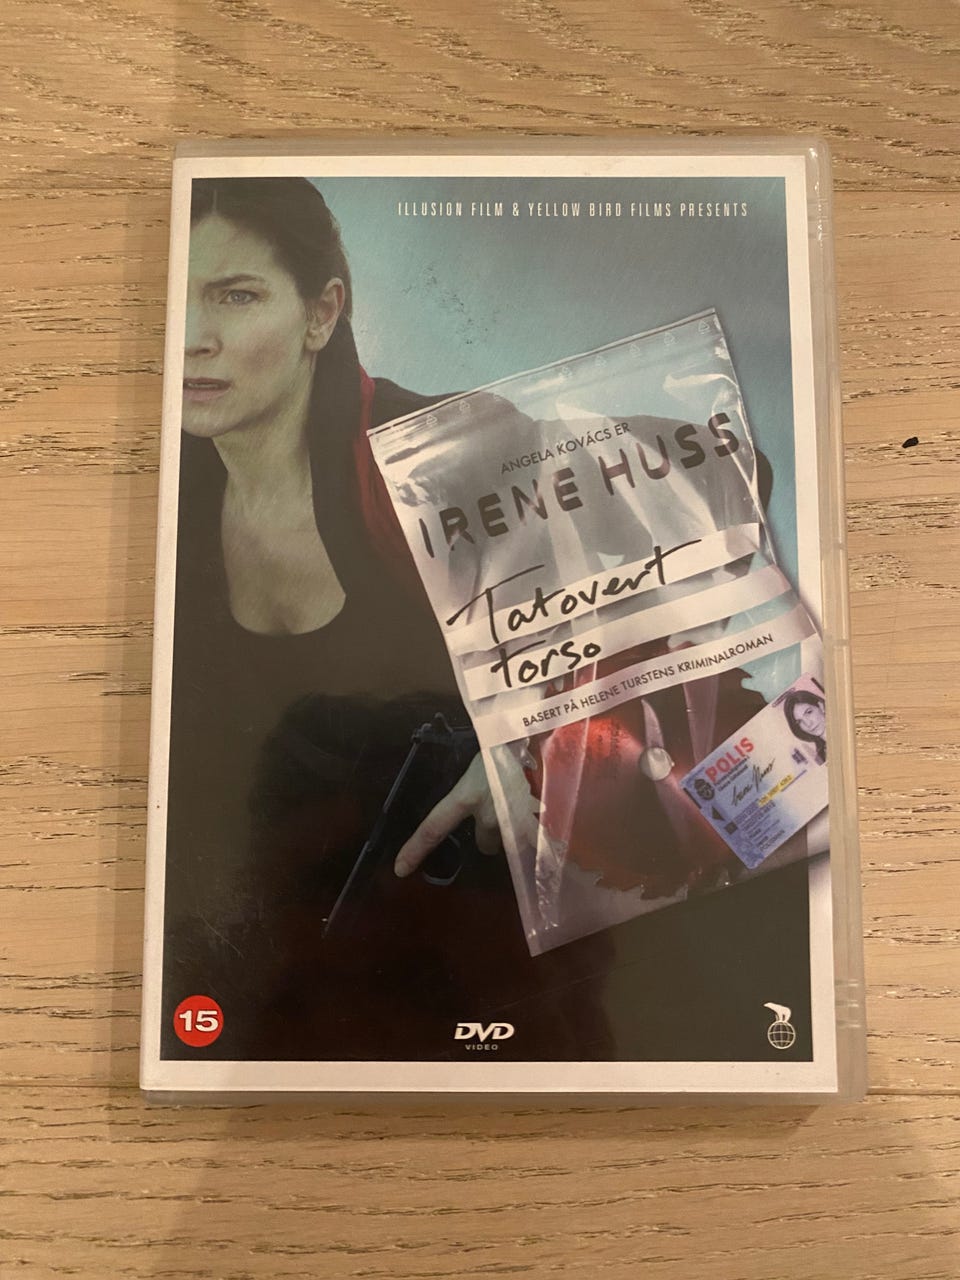 ILLUSION FILM & YELLOW BIRD FILMS PRESENTS
ANGELA KOVÁCS ER
IRENE HUSS
Tatovert
torso
BASERT PÅ HELENE TURSTENS KRIMINALROMAN
POLIS
15
DVD
VIDEO